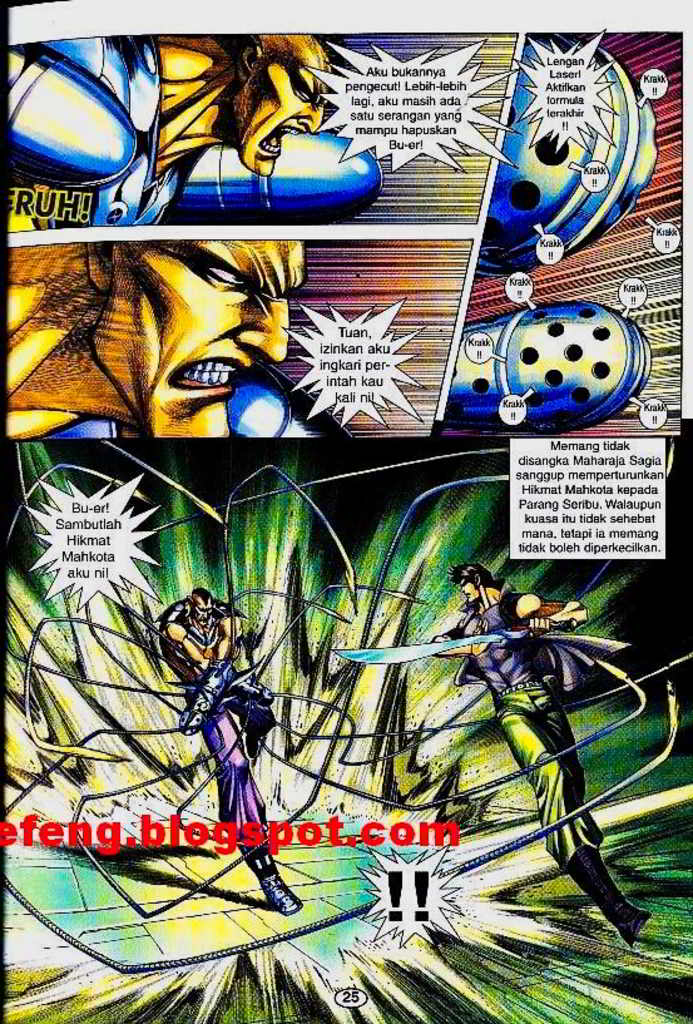 Aku bukannya
pengecut! Lebih-lebih
lagi, aku masih ada
satu serangan yang
mampu hapuskan
Bu-er!
ERUH!
Lengan
Laser!
Aktifkan
formula
terakhir
!!
Krakk
!!
Krakk
!!
Krakk
!!
Krakk
!!
Tuan,
izinkan aku
ingkari per-
intah kau
kali ni!
Krakk
!!
Krakk
!!
Krakk
!!
Krakk
!!
Krakk
!!
Memang tidak
disangka Maharaja Sagia
sanggup memperturunkan
Hikmat Mahkota kepada
Parang Seribu. Walaupun
kuasa itu tidak sehebat
mana, tetapi ia memang
tidak boleh diperkecilkan.
Bu-er!
Sambutlah
Hikmat
Mahkota
aku ni!
efeng.blogspot.com
!!
25